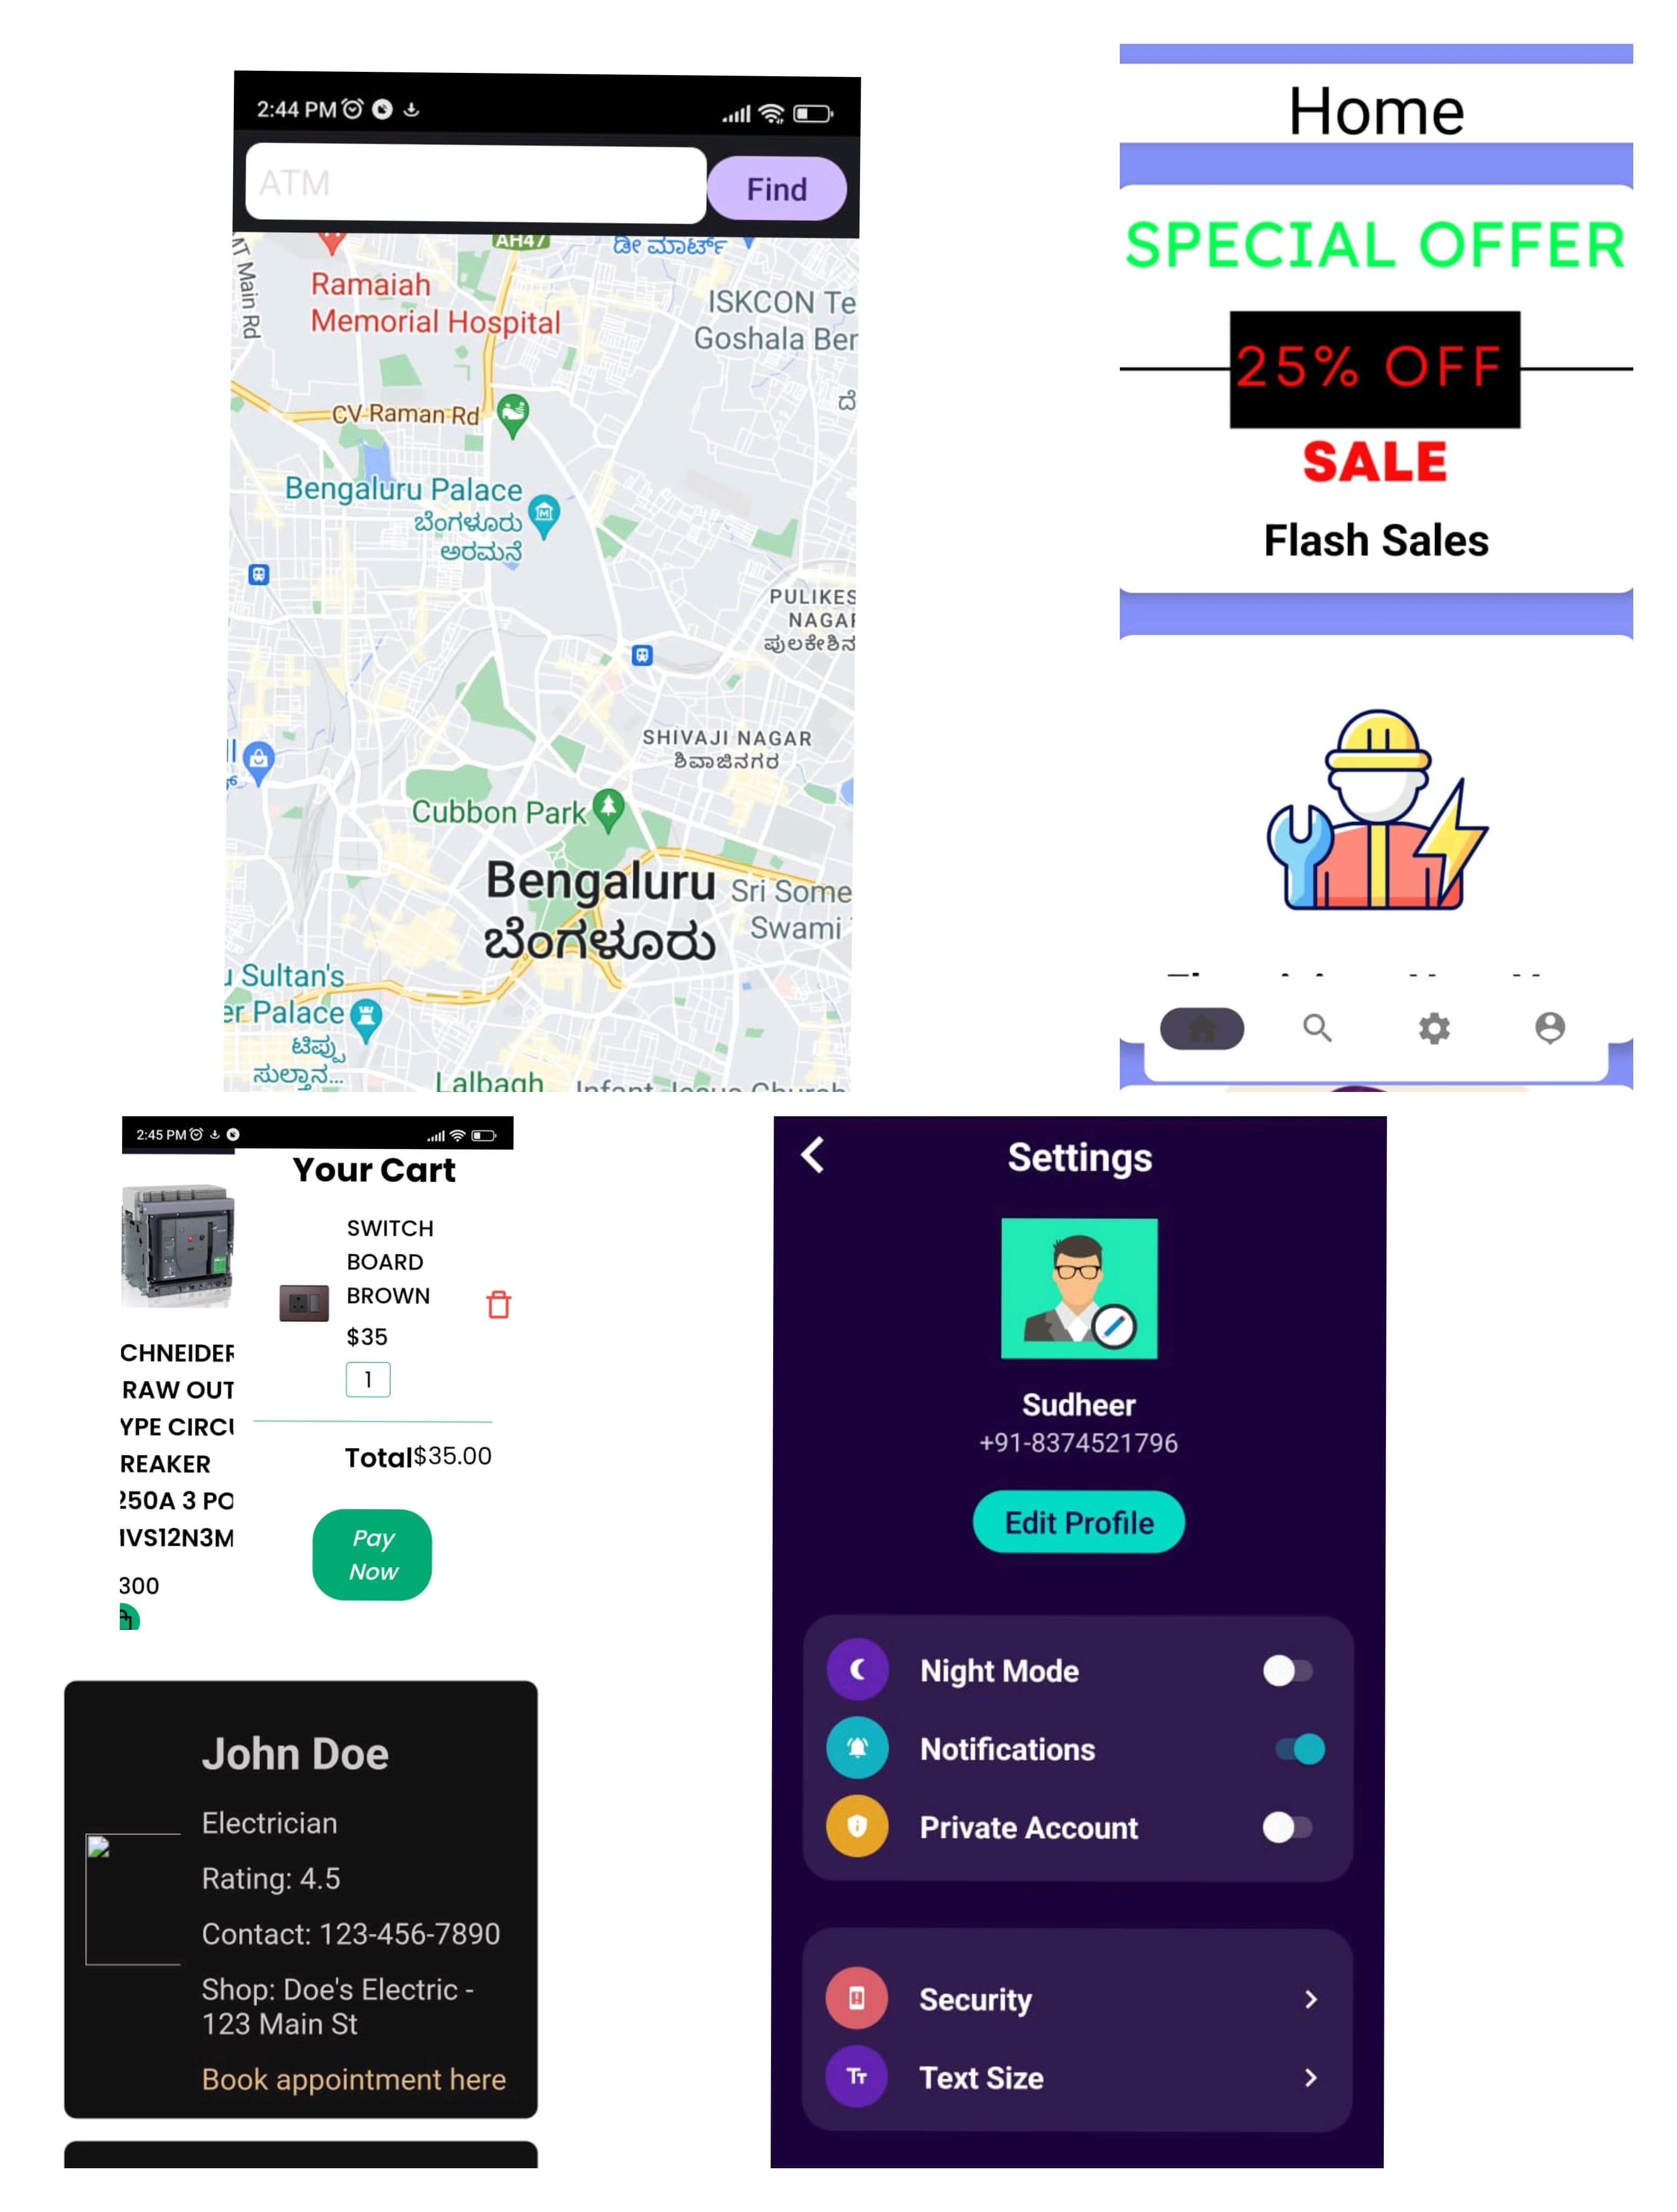 2:44 PM
ATM
Find
AH47
ಡೀ ಮಾರ್ಟ್
Main Rd
Ramaiah
Memorial Hospital
ISKCON Te
Goshala Ber
CV Raman Rd
ದೆ
Bengaluru Palace
ಬೆಂಗಳೂರು
ಅರಮನೆ
PULIKES
NAGAR
ಪುಲಕೇಶಿನ
SHIVAJI NAGAR
ಶಿವಾಜಿನಗರ
Cubbon Park
Bengaluru
ಬೆಂಗಳೂರು
Sri Some
Swami
u Sultan's
er Palace
ಟಿಪ್ಪು
ಸುಲ್ತಾನ...
Lalbagh
Infant Jesus Church
Home
SPECIAL OFFER
25% OFF
SALE
Flash Sales
2:45 PM
CHNEIDER
RAW OUT
YPE CIRCU
REAKER
250A 3 PO
IVS12N3M
300
Your Cart
SWITCH
BOARD
BROWN
$35
1
Total $35.00
Pay
Now
John Doe
Electrician
Rating: 4.5
Contact: 123-456-7890
Shop: Doe's Electric -
123 Main St
Book appointment here
Settings
Sudheer
+91-8374521796
Edit Profile
Night Mode
Notifications
Private Account
Security
Tт Text Size